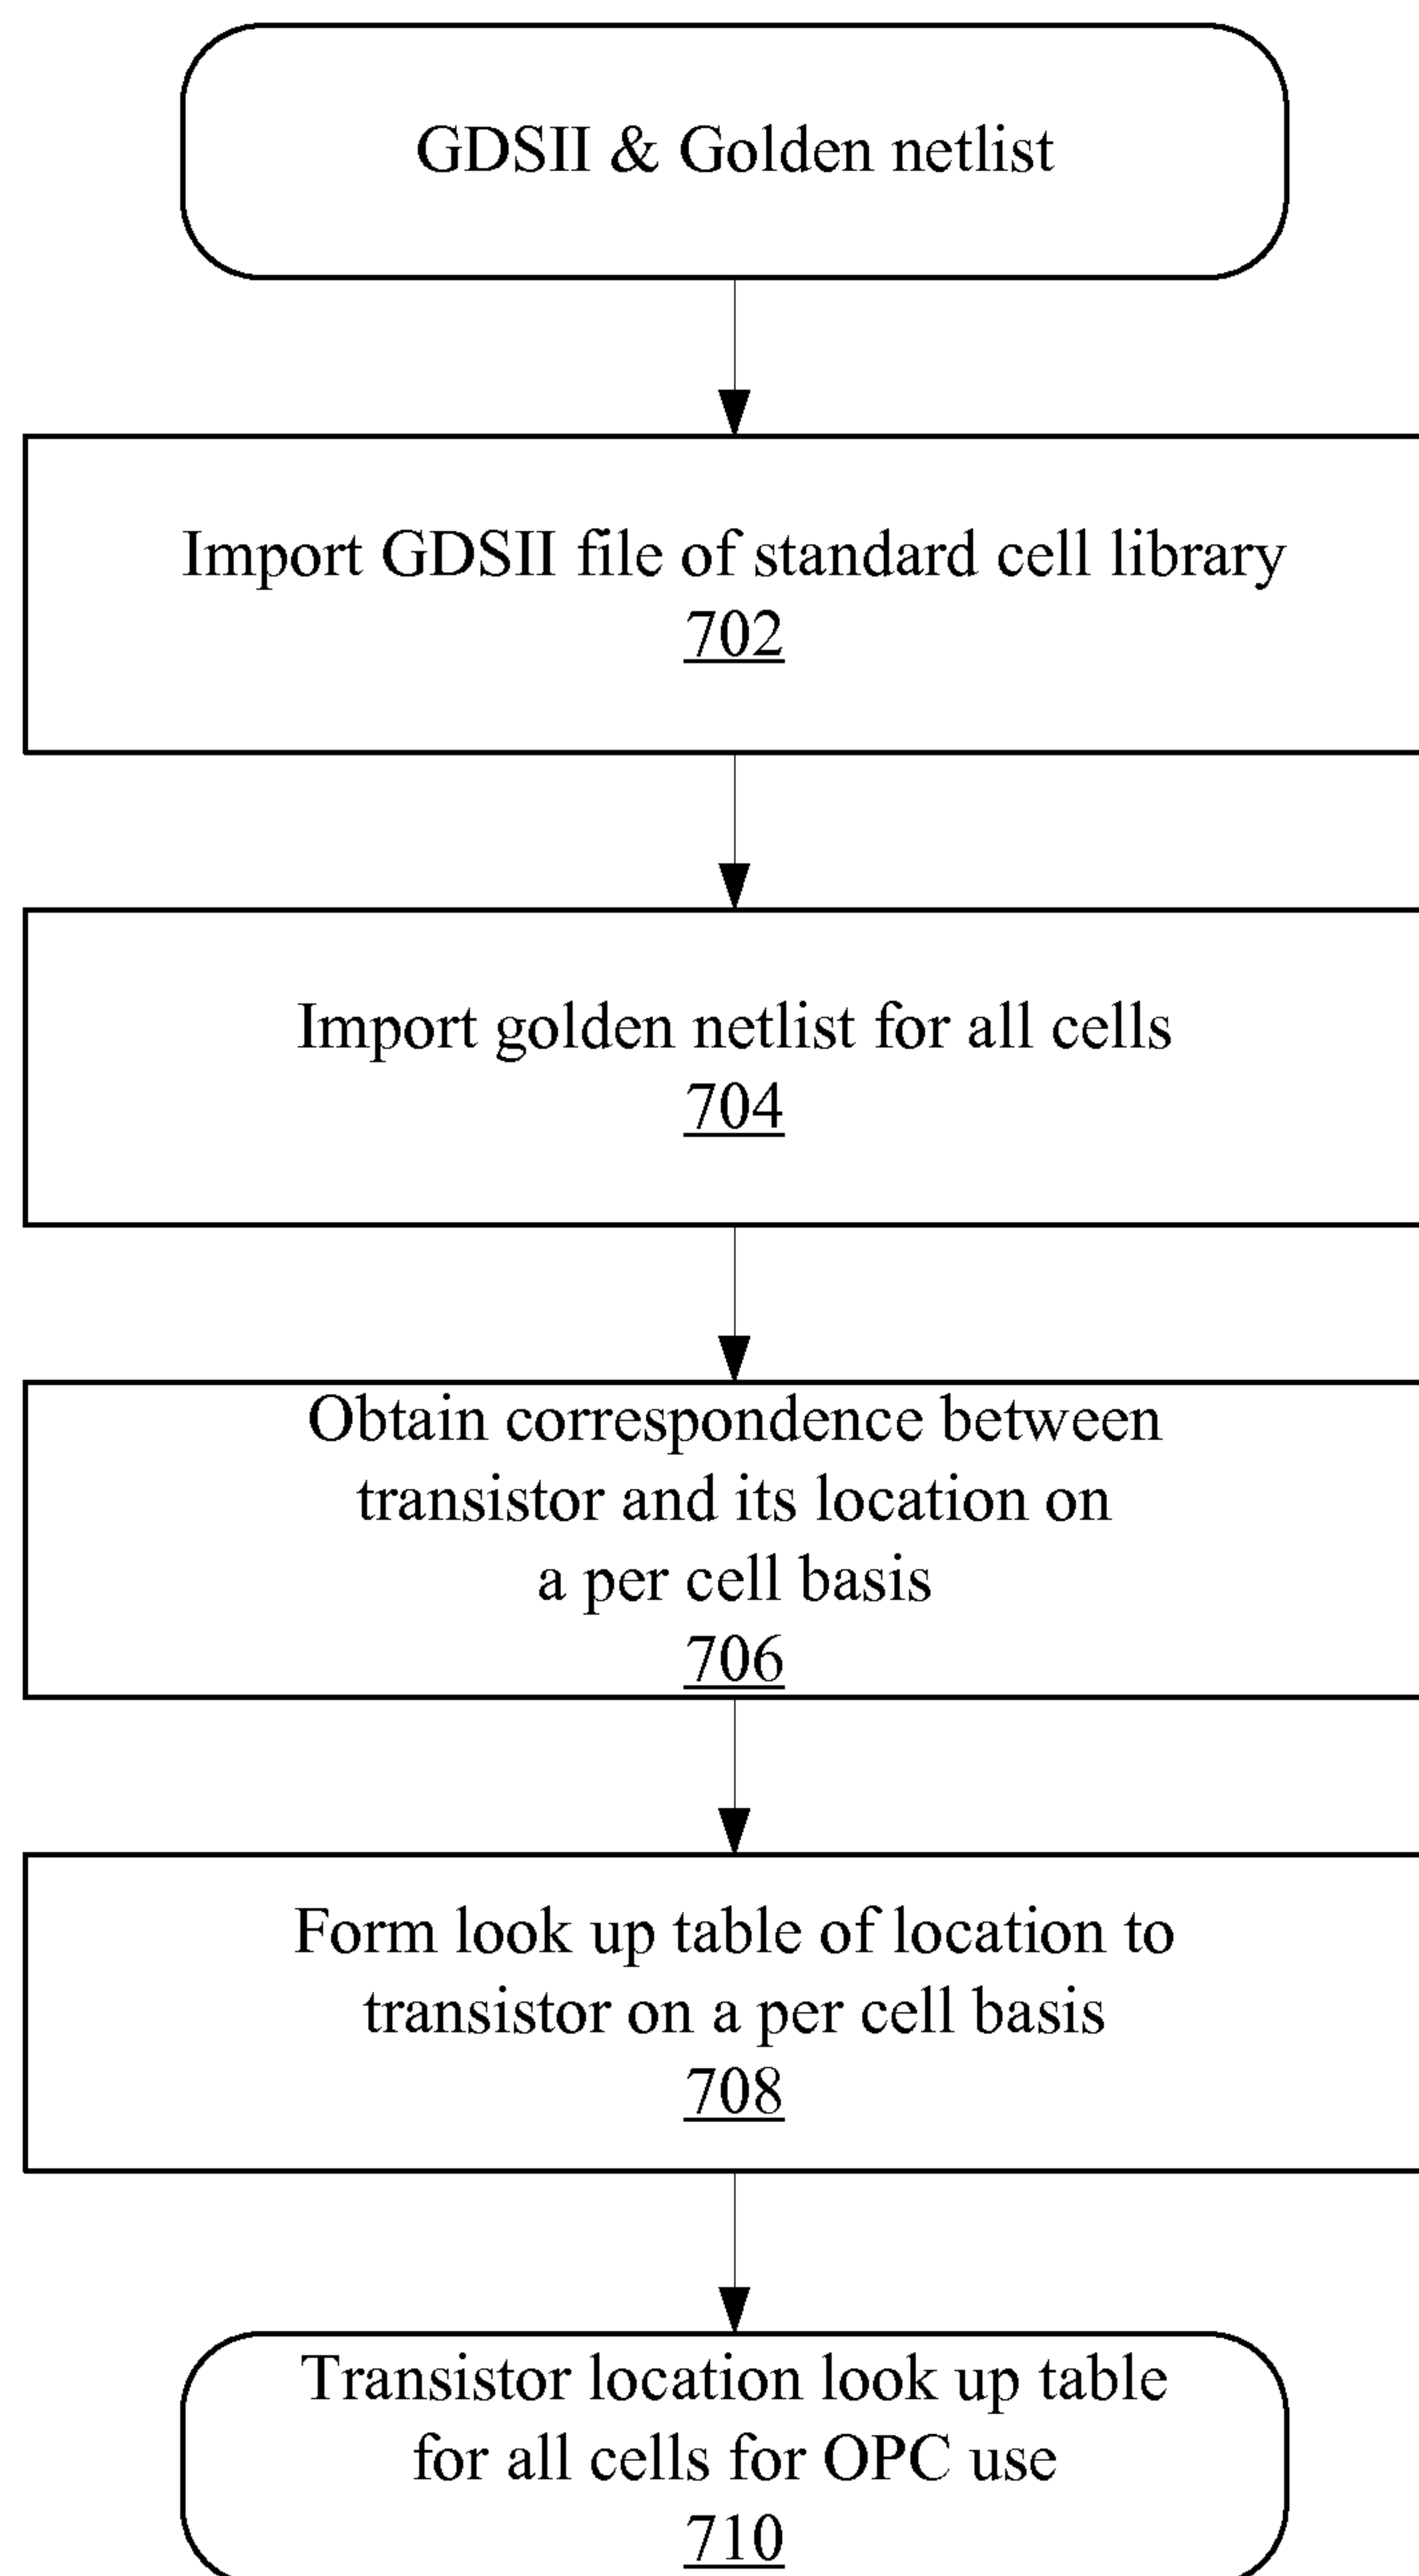 GDSII & Golden netlist
Import GDSII file of standard cell library
702
Import golden netlist for all cells
704
Obtain correspondence between
transistor and its location on
a per cell basis
706
Form look up table of location to
transistor on a per cell basis
708
Transistor location look up table
for all cells for OPC use
710